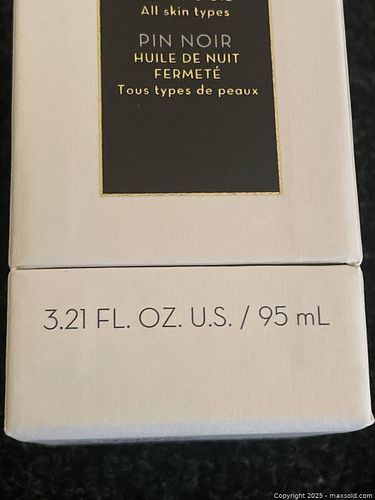 All skin types
PIN NOIR
HUILE DE NUIT
FERMETÉ
Tous types de peaux
3.21 FL. OZ. U.S. / 95 mL
Copyright 2025 - maxsold.com